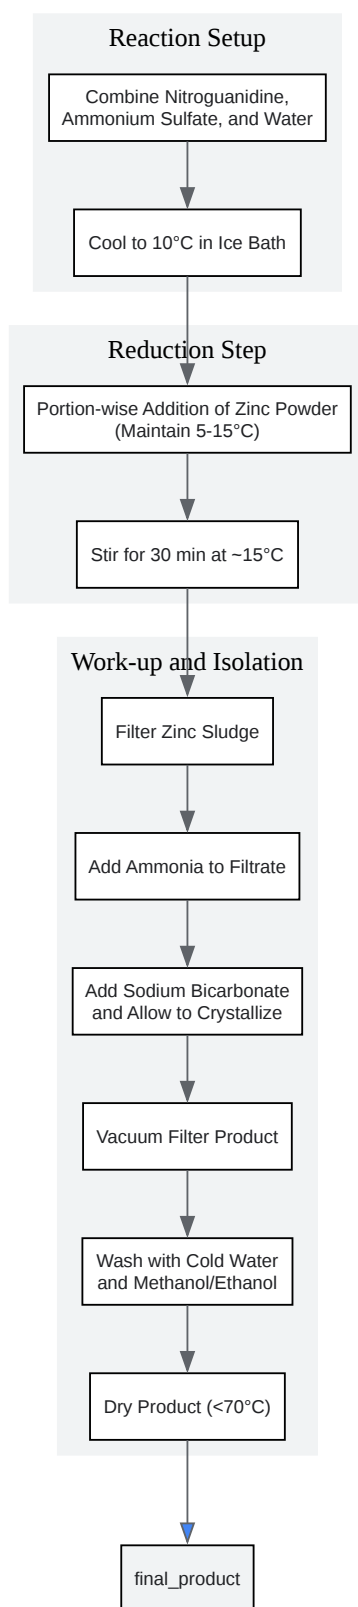 Reaction Setup
Combine Nitroguanidine,
Ammonium Sulfate, and Water
Cool to 10°C in Ice Bath
Reduction Step
Portion-wise Addition of Zinc Powder
(Maintain 5-15°C)
Stir for 30 min at ~15°C
Work-up and Isolation
Filter Zinc Sludge
Add Ammonia to Filtrate
Add Sodium Bicarbonate
and Allow to Crystallize
Vacuum Filter Product
Wash with Cold Water
and Methanol/Ethanol
Dry Product (<70°C)
final_product